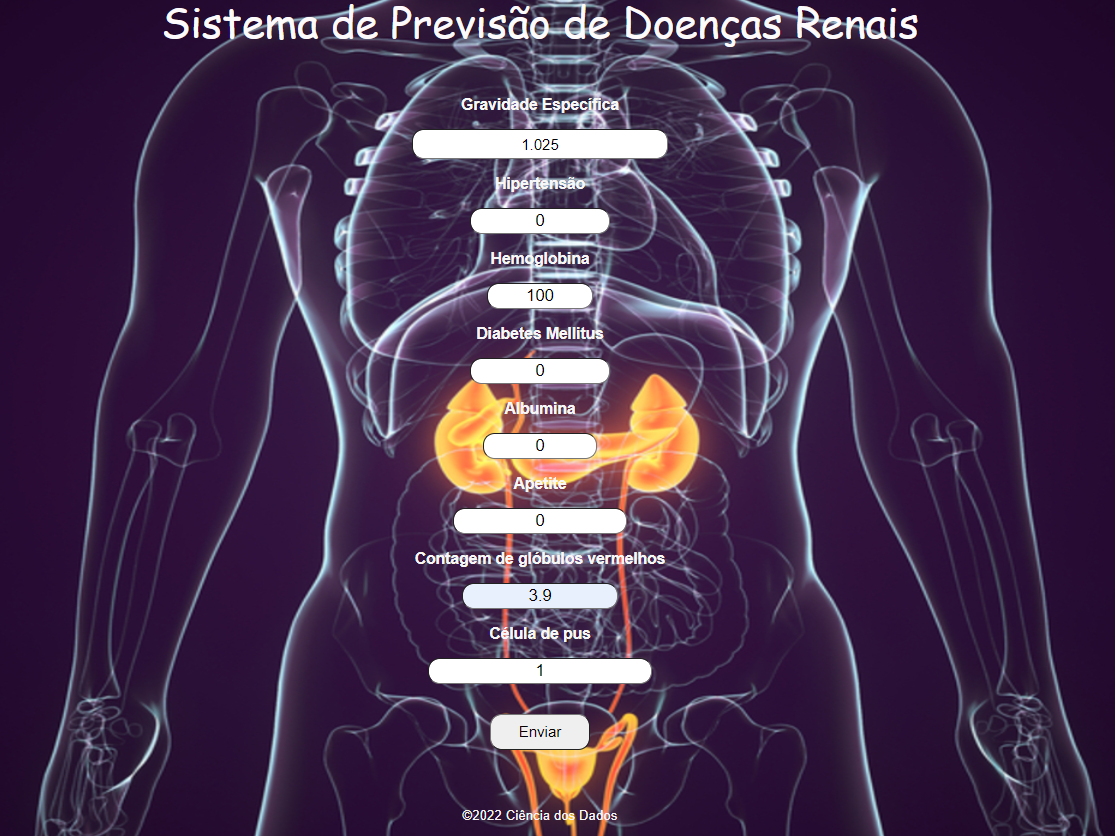 Sistema de Previsão de Doenças Renais
Gravidade Específica
1.025
Hipertensão
0
Hemoglobina
100
Diabetes Mellitus
0
Albumina
0
Apetite
0
Contagem de glóbulos vermelhos
3.9
Célula de pus
1
Enviar
©2022 Ciência dos Dados